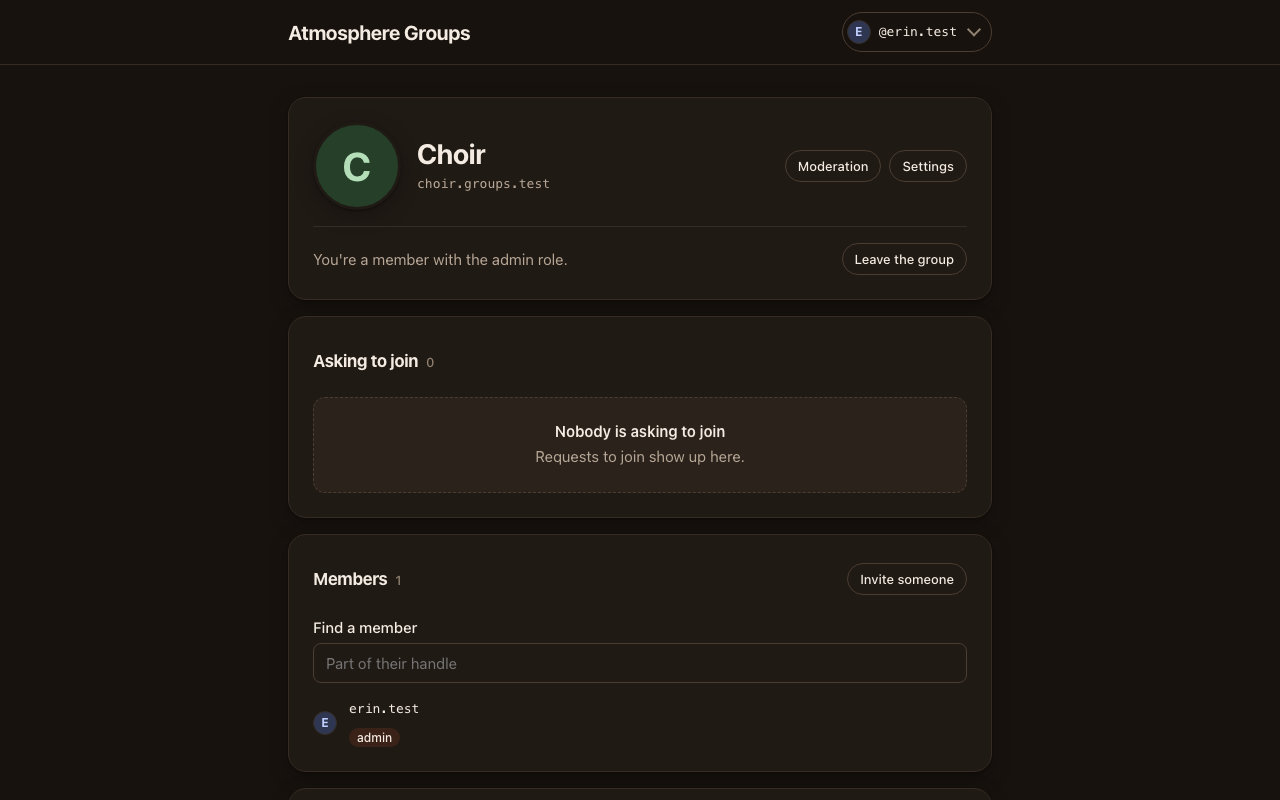 Atmosphere Groups
E @erin.test
C
Choir
choir.groups.test
Moderation
Settings
You're a member with the admin role.
Leave the group
Asking to join 0
Nobody is asking to join
Requests to join show up here.
Members 1
Invite someone
Find a member
Part of their handle
E
erin.test
admin